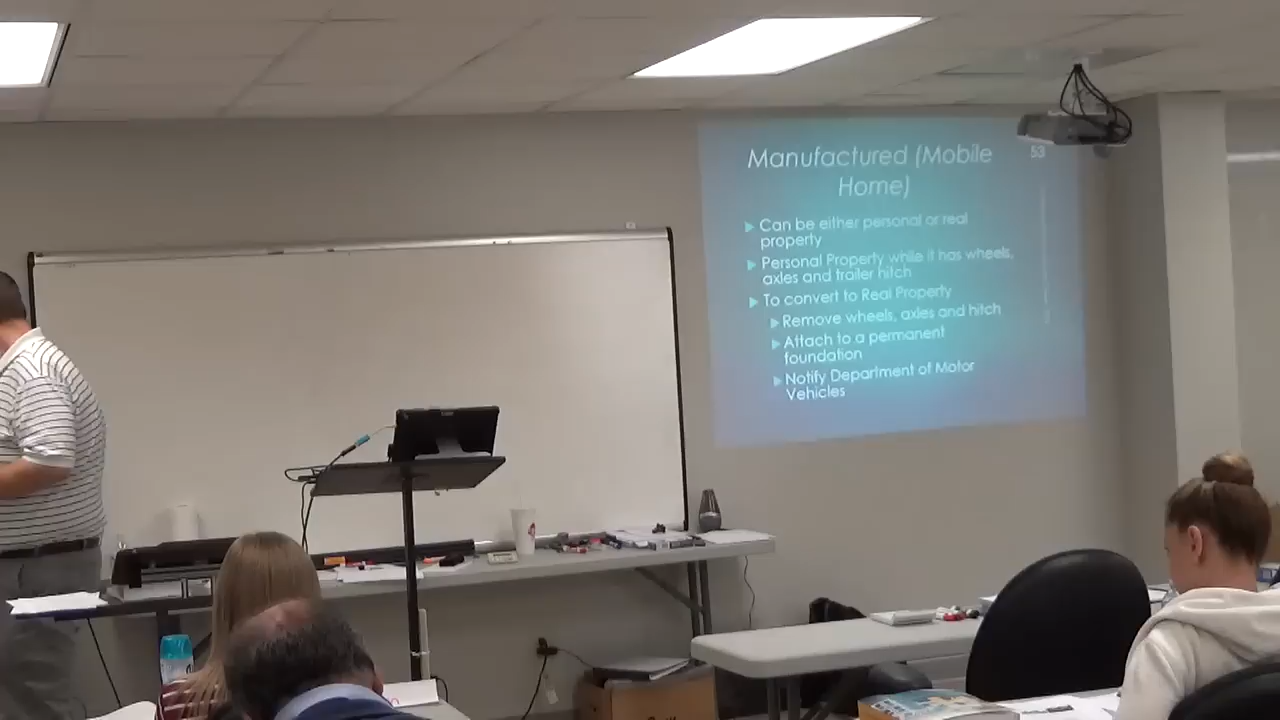 Manufactured (Mobile
Home)
53
Can be either personal or real
property
Personal Property while it has wheels,
axles and trailer hitch
To convert to Real Property
Remove wheels, axles and hitch
Attach to a permanent
foundation
Notify Department of Motor
Vehicles